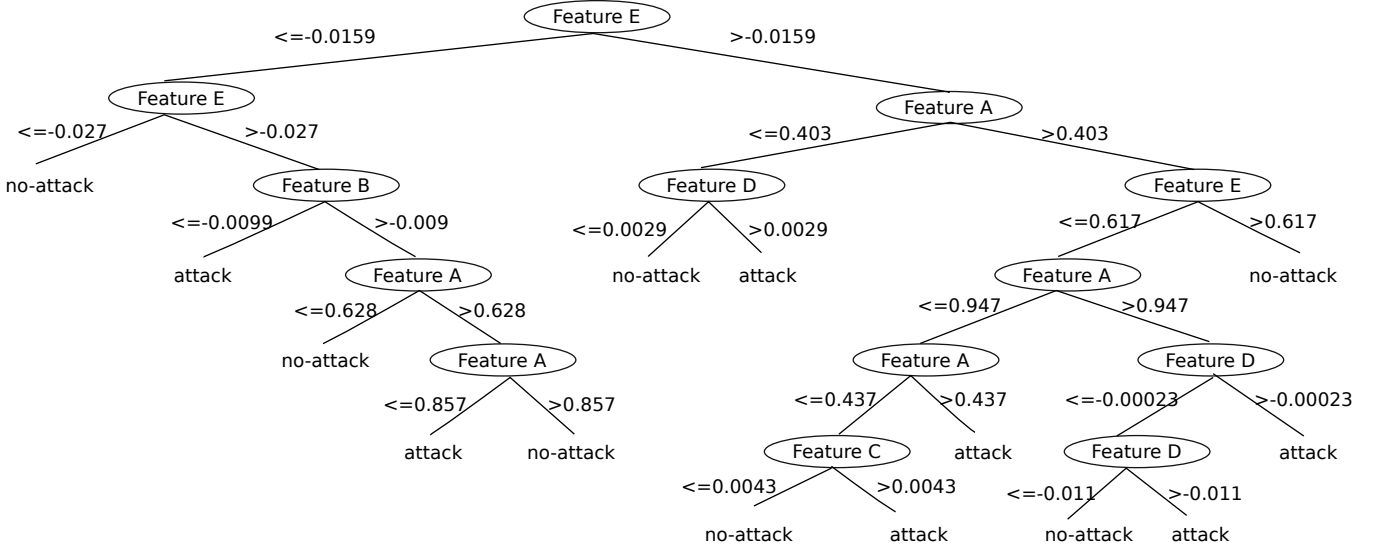 Feature E
<=-0.0159 >-0.0159
Feature E Feature A
<=-0.027 >-0.027 <=0.403 >0.403
no-attack Feature B Feature D Feature E
<=-0.0099 >-0.009 <=0.0029 >0.0029 <=0.617 >0.617
attack Feature A no-attack attack Feature A no-attack
<=0.628 >0.628 <=0.947 >0.947
no-attack Feature A Feature A Feature D
<=0.857 >0.857 <=0.437 >0.437 <=-0.00023 >-0.00023
attack no-attack Feature C attack Feature D attack
<=0.0043 >0.0043 <=-0.011 >-0.011
no-attack attack no-attack attack